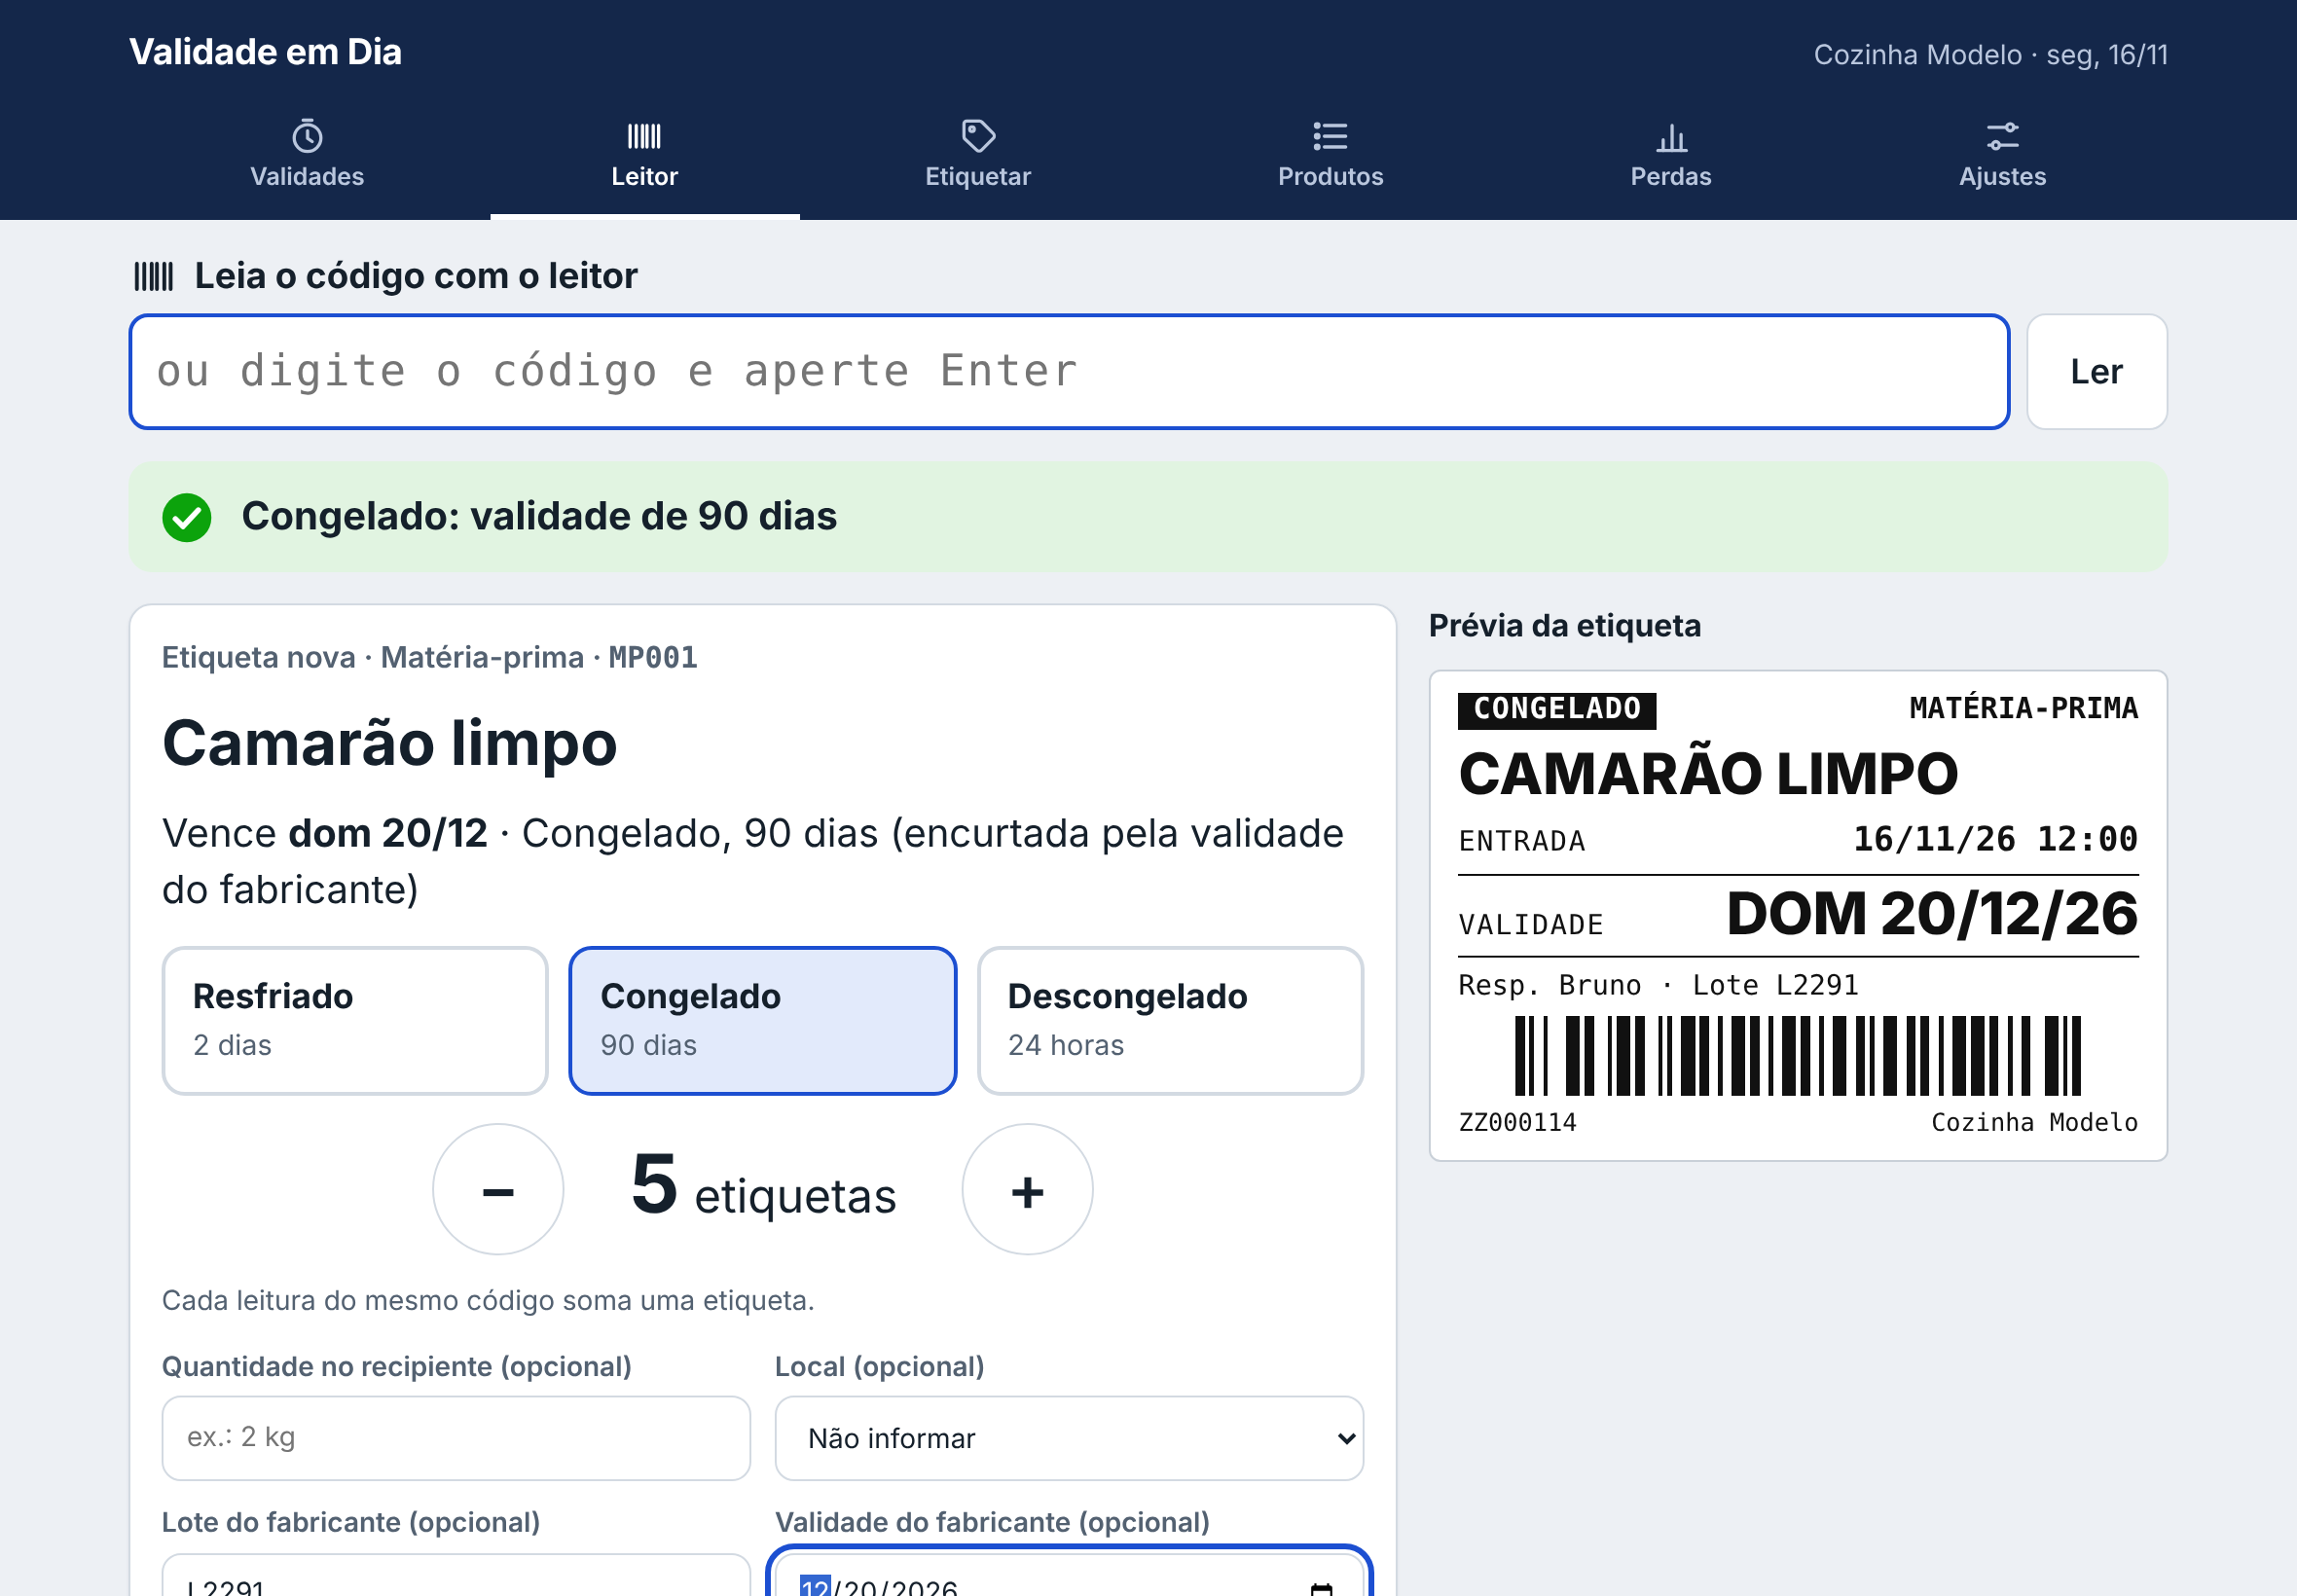 Validade em Dia
Cozinha Modelo · seg, 16/11
Validades
Leitor
Etiquetar
Produtos
Perdas
Ajustes
Leia o código com o leitor
ou digite o código e aperte Enter
Ler
Congelado: validade de 90 dias
Etiqueta nova · Matéria-prima · MP001
Camarão limpo
Vence dom 20/12 · Congelado, 90 dias (encurtada pela validade
do fabricante)
Resfriado
2 dias
Congelado
90 dias
Descongelado
24 horas
−
5 etiquetas
+
Cada leitura do mesmo código soma uma etiqueta.
Quantidade no recipiente (opcional)
ex.: 2 kg
Local (opcional)
Não informar
Lote do fabricante (opcional)
L2291
Validade do fabricante (opcional)
12/20/2026
Prévia da etiqueta
CONGELADO
MATÉRIA-PRIMA
CAMARÃO LIMPO
ENTRADA 16/11/26 12:00
VALIDADE DOM 20/12/26
Resp. Bruno · Lote L2291
ZZ000114
Cozinha Modelo